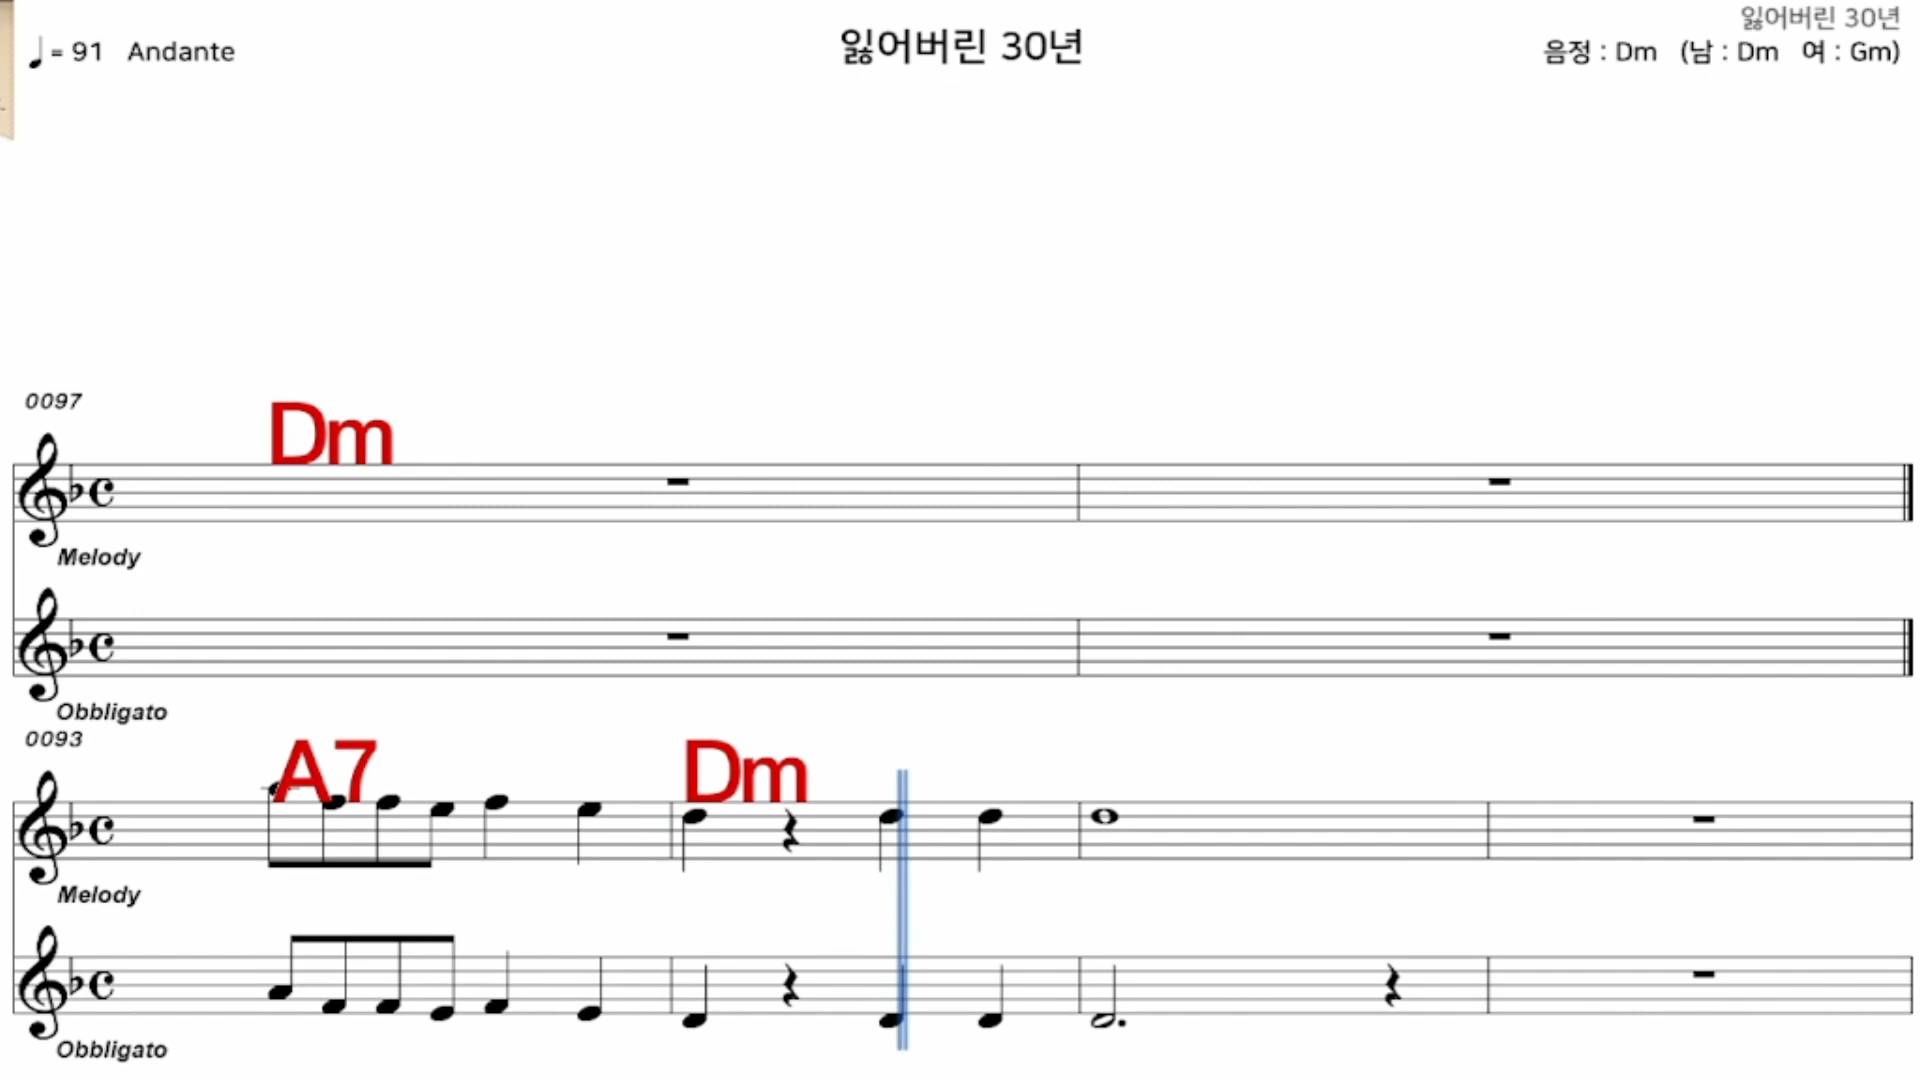 잃어버린 30년
= 91 Andante
잃어버린 30년
음정 : Dm (남 : Dm 여 : Gm)
0097
Dm
Melody
Obbligato
0093
A7 Dm
Melody
Obbligato